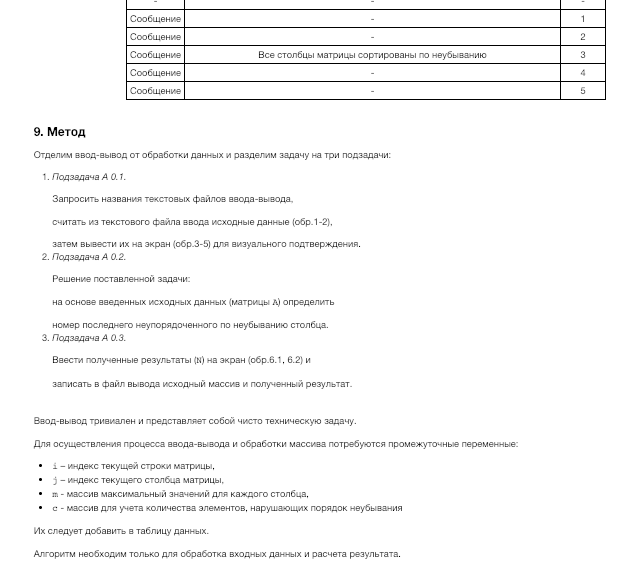 - - -
Сообщение - 1
Сообщение - 2
Сообщение Все столбцы матрицы сортированы по неубыванию 3
Сообщение - 4
Сообщение - 5
9. Метод
Отделим ввод-вывод от обработки данных и разделим задачу на три подзадачи:
1. Подзадача А 0.1.
Запросить названия текстовых файлов ввода-вывода,
считать из текстового файла ввода исходные данные (обр.1-2),
затем вывести их на экран (обр.3-5) для визуального подтверждения.
2. Подзадача А 0.2.
Решение поставленной задачи:
на основе введенных исходных данных (матрицы A) определить
номер последнего неупорядоченного по неубыванию столбца.
3. Подзадача А 0.3.
Ввести полученные результаты (N) на экран (обр.6.1, 6.2) и
записать в файл вывода исходный массив и полученный результат.
Ввод-вывод тривиален и представляет собой чисто техническую задачу.
Для осуществления процесса ввода-вывода и обработки массива потребуются промежуточные переменные:
• i – индекс текущей строки матрицы,
• j – индекс текущего столбца матрицы,
• m - массив максимальный значений для каждого столбца,
• c - массив для учета количества элементов, нарушающих порядок неубывания
Их следует добавить в таблицу данных.
Алгоритм необходим только для обработка входных данных и расчета результата.